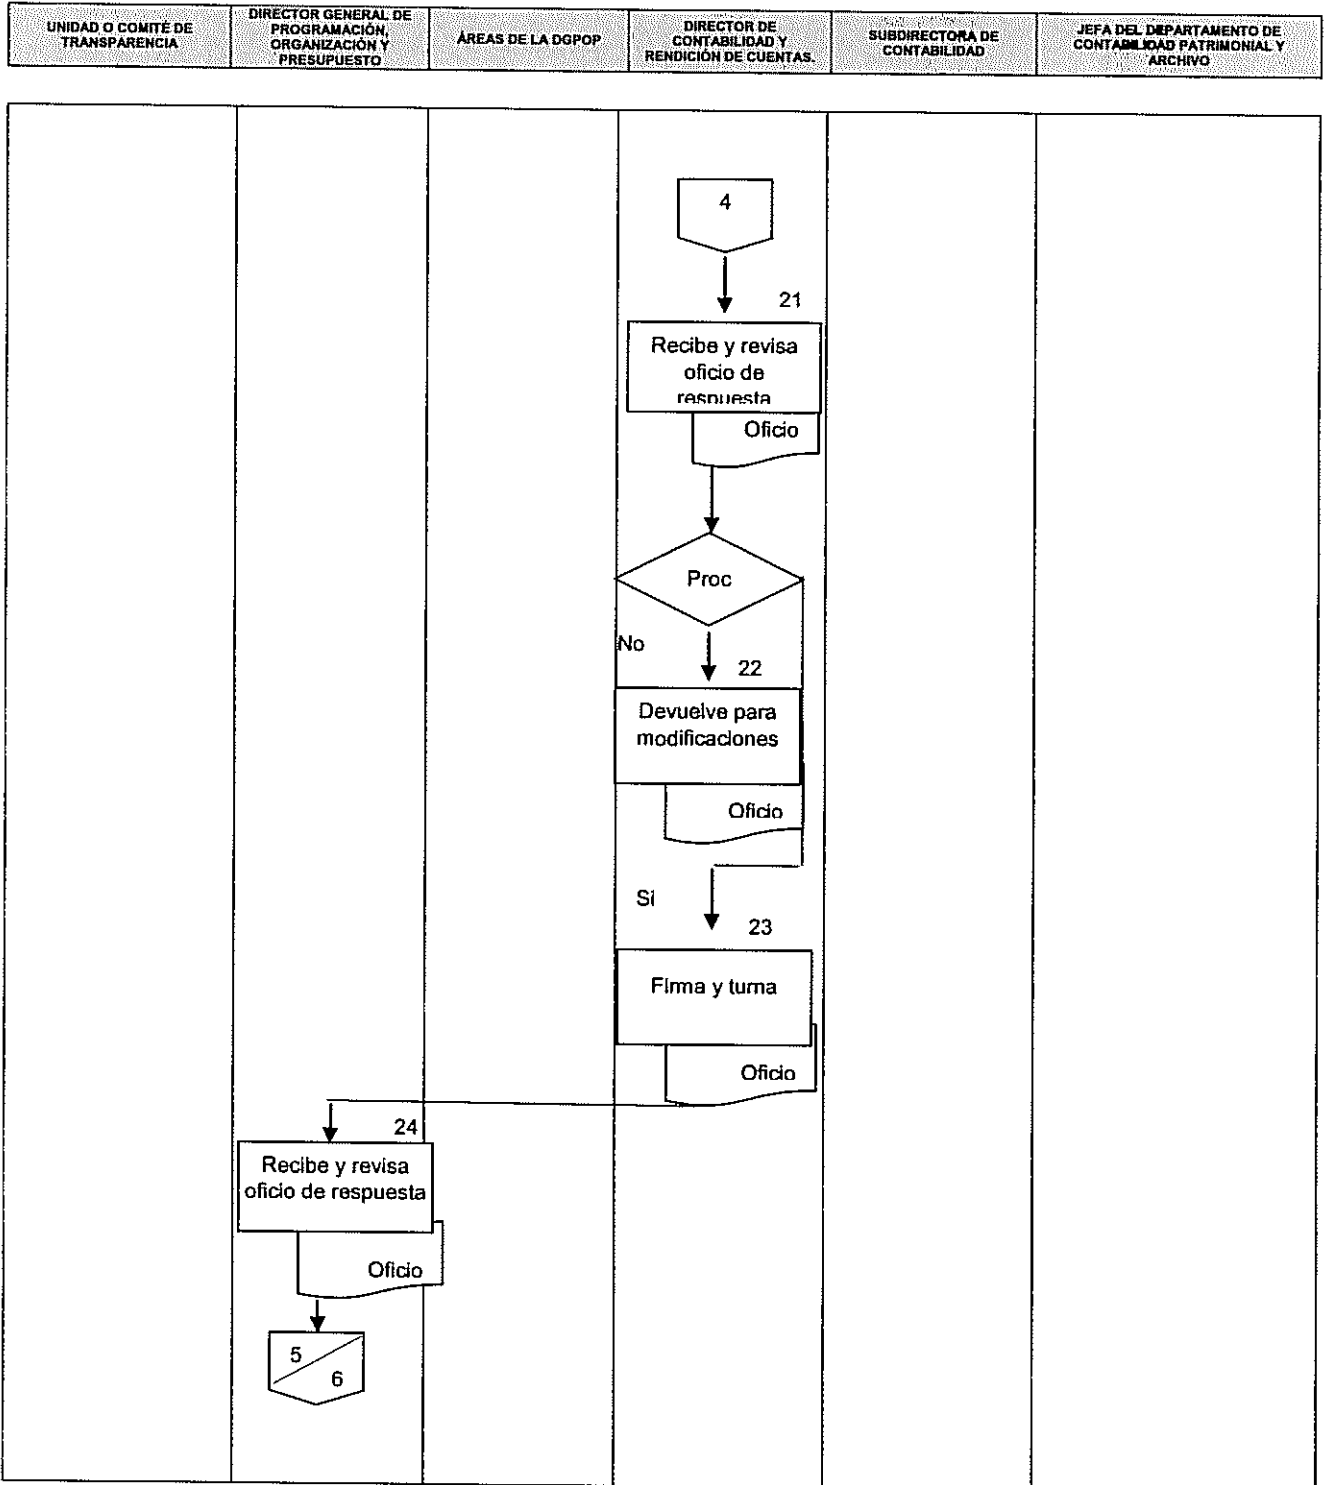 UNIDAD O COMITÉ DE
TRANSPARENCIA
DIRECTOR GENERAL DE
PROGRAMACIÓN,
ORGANIZACIÓN Y
PRESUPUESTO
ÁREAS DE LA DGPOP
DIRECTOR DE
CONTABILIDAD Y
RENDICIÓN DE CUENTAS.
SUBDIRECTORA DE
CONTABILIDAD
JEFA DEL DEPARTAMENTO DE
CONTABILIDAD PATRIMONIAL Y
ARCHIVO
4
21
Recibe y revisa
oficio de
respuesta
Oficio
Proc
No
22
Devuelve para
modificaciones
Oficio
Si
23
Firma y turna
Oficio
24
Recibe y revisa
oficio de respuesta
Oficio
5
6